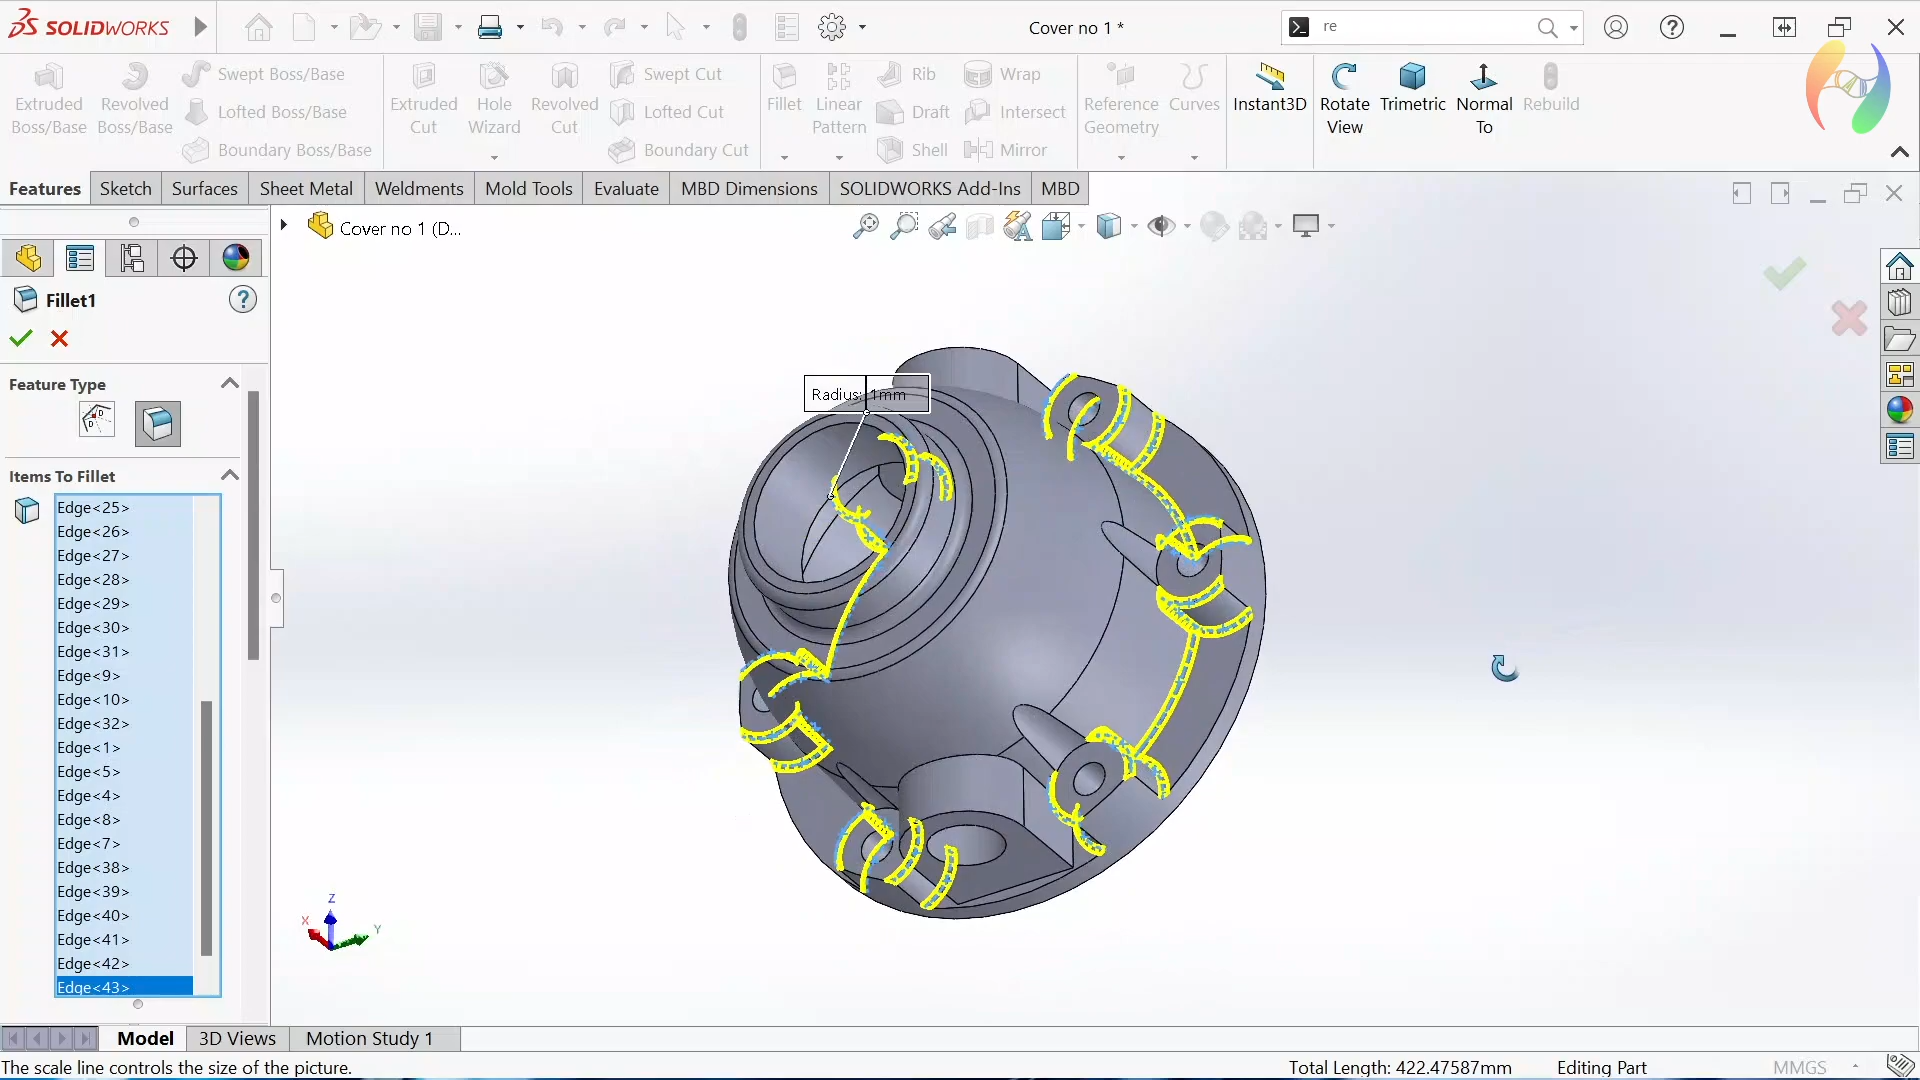 SOLIDWORKS
Cover no 1 *
re
Extruded Boss/Base
Revolved Boss/Base
Swept Boss/Base
Lofted Boss/Base
Boundary Boss/Base
Extruded Cut
Hole Wizard
Revolved Cut
Swept Cut
Lofted Cut
Boundary Cut
Fillet
Linear Pattern
Rib
Draft
Shell
Wrap
Intersect
Mirror
Reference Geometry
Curves
Instant3D
Rotate View
Trimetric
Normal To
Rebuild
Features
Sketch
Surfaces
Sheet Metal
Weldments
Mold Tools
Evaluate
MBD Dimensions
SOLIDWORKS Add-Ins
MBD
Cover no 1 (D...
Fillet1
Feature Type
Items To Fillet
Edge<25>
Edge<26>
Edge<27>
Edge<28>
Edge<29>
Edge<30>
Edge<31>
Edge<9>
Edge<10>
Edge<32>
Edge<1>
Edge<5>
Edge<4>
Edge<8>
Edge<7>
Edge<38>
Edge<39>
Edge<40>
Edge<41>
Edge<42>
Edge<43>
Radius: 1mm
Z
X
Y
Model
3D Views
Motion Study 1
The scale line controls the size of the picture.
Total Length: 422.47587mm
Editing Part
MMGS